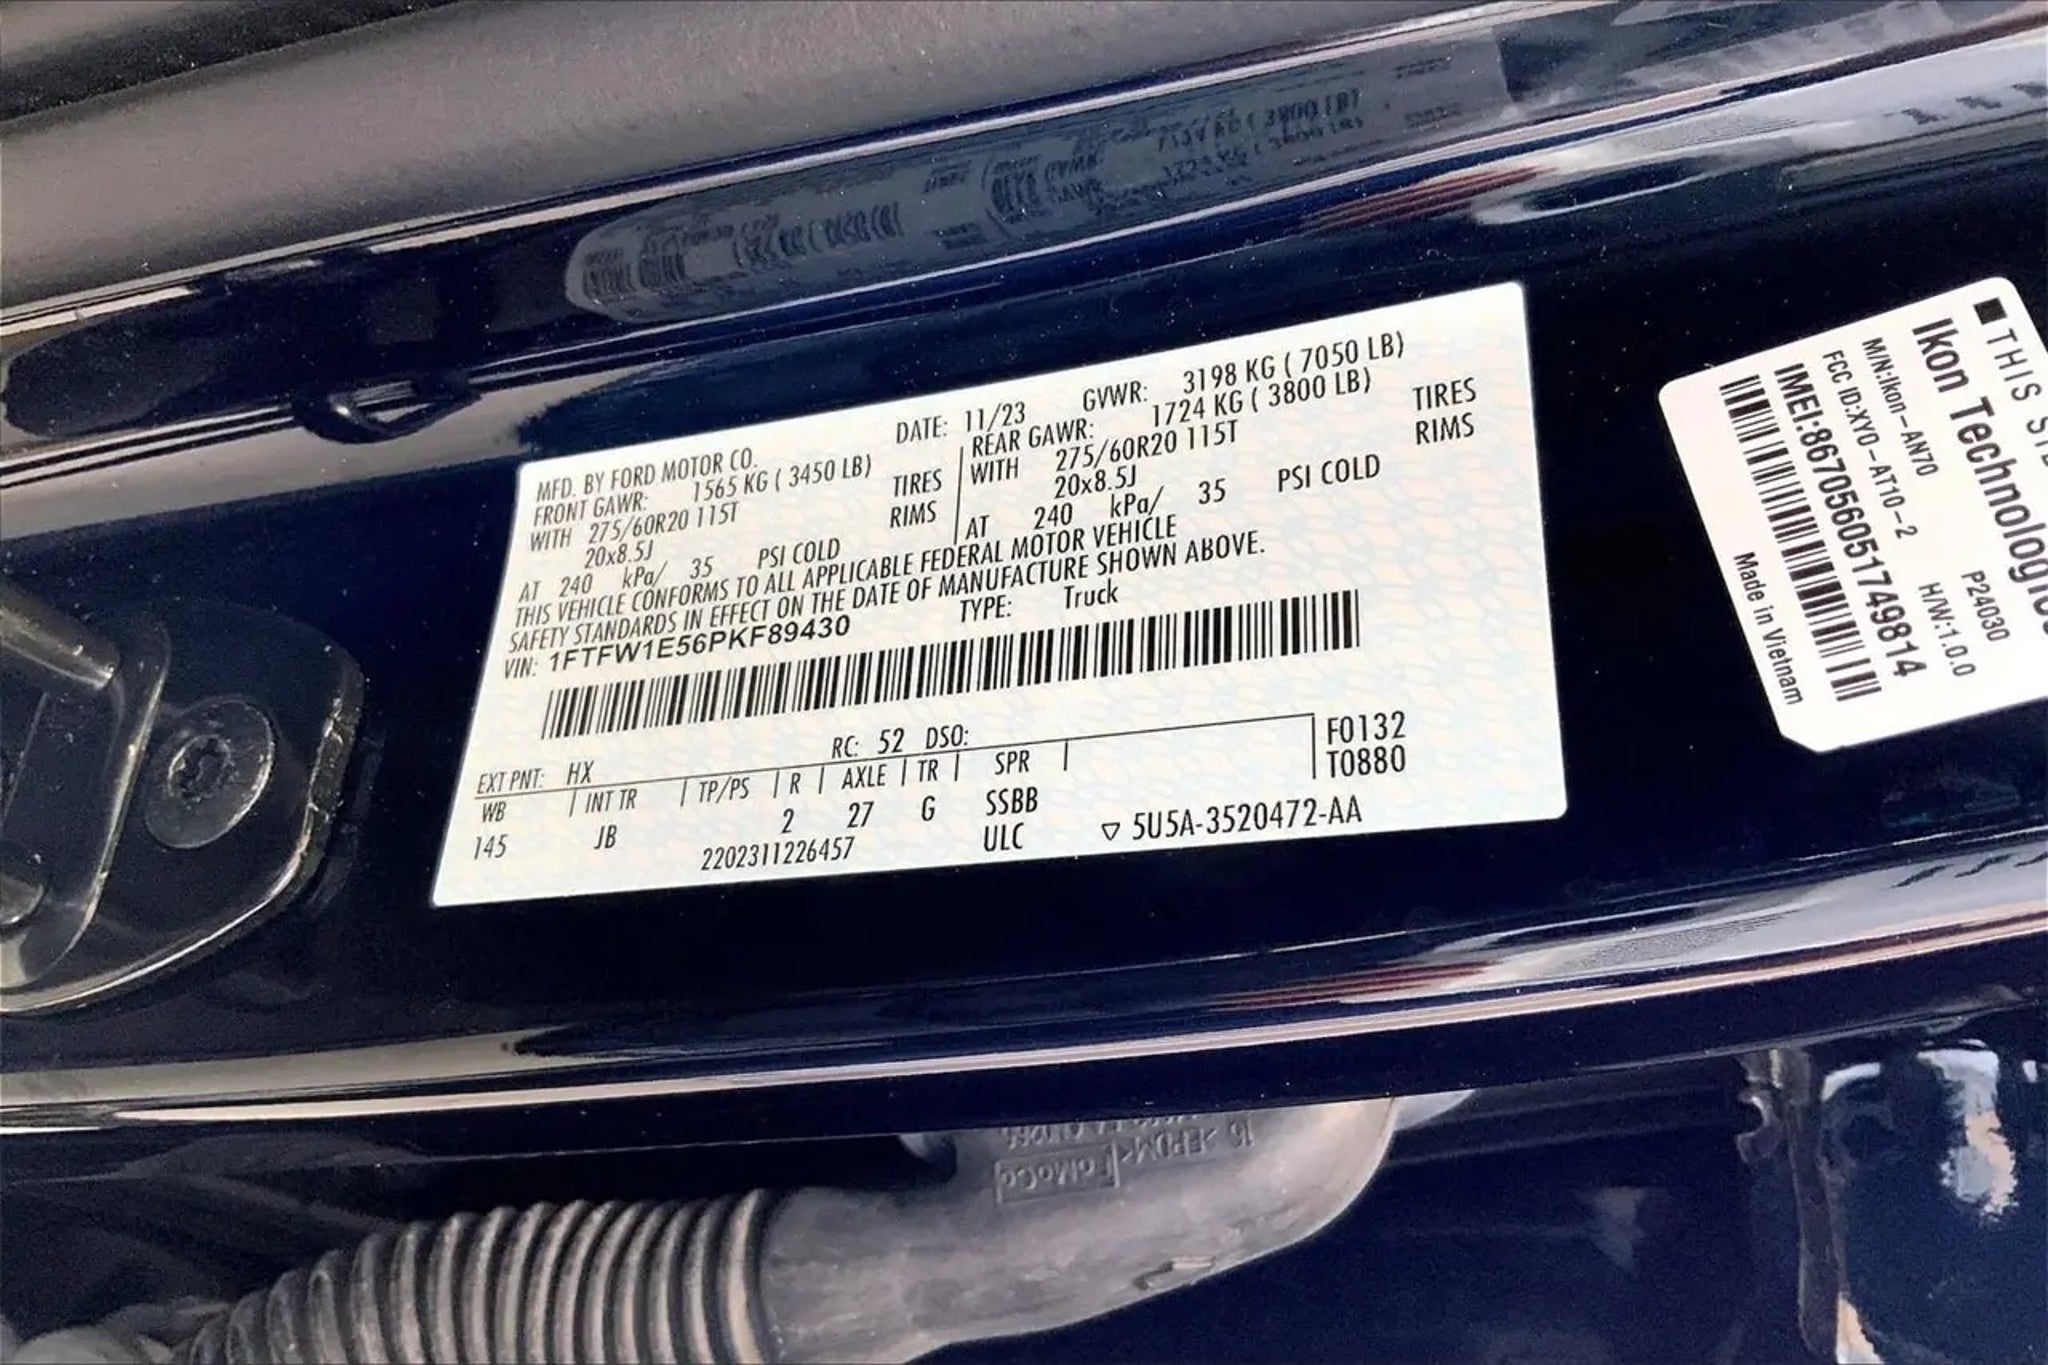 MFD. BY FORD MOTOR CO. DATE: 11/23 GVWR: 3198 KG ( 7050 LB)
FRONT GAWR: 1565 KG ( 3450 LB)
WITH 275/60R20 115T TIRES
20x8.5J RIMS
AT 240 kPa/ 35 PSI COLD
REAR GAWR: 1724 KG ( 3800 LB)
WITH 275/60R20 115T TIRES
20x8.5J RIMS
AT 240 kPa/ 35 PSI COLD
THIS VEHICLE CONFORMS TO ALL APPLICABLE FEDERAL MOTOR VEHICLE
SAFETY STANDARDS IN EFFECT ON THE DATE OF MANUFACTURE SHOWN ABOVE.
VIN: 1FTFW1E56PKF89430 TYPE: Truck
EXT PNT: HX RC: 52 DSO: F0132
WB INT TR TP/PS R AXLE TR SPR T0880
145 JB 2 27 G SSBB
2202311226457 ULC ▽ 5U5A-3520472-AA
■ THIS
Ikon Technologies
M/N:Ikon-AN70 P24030
FCC ID:XY0-AT10-2 H/W:1.0.0
IMEI:867056051749814
Made in Vietnam
16 >EPDM< FoMoCo